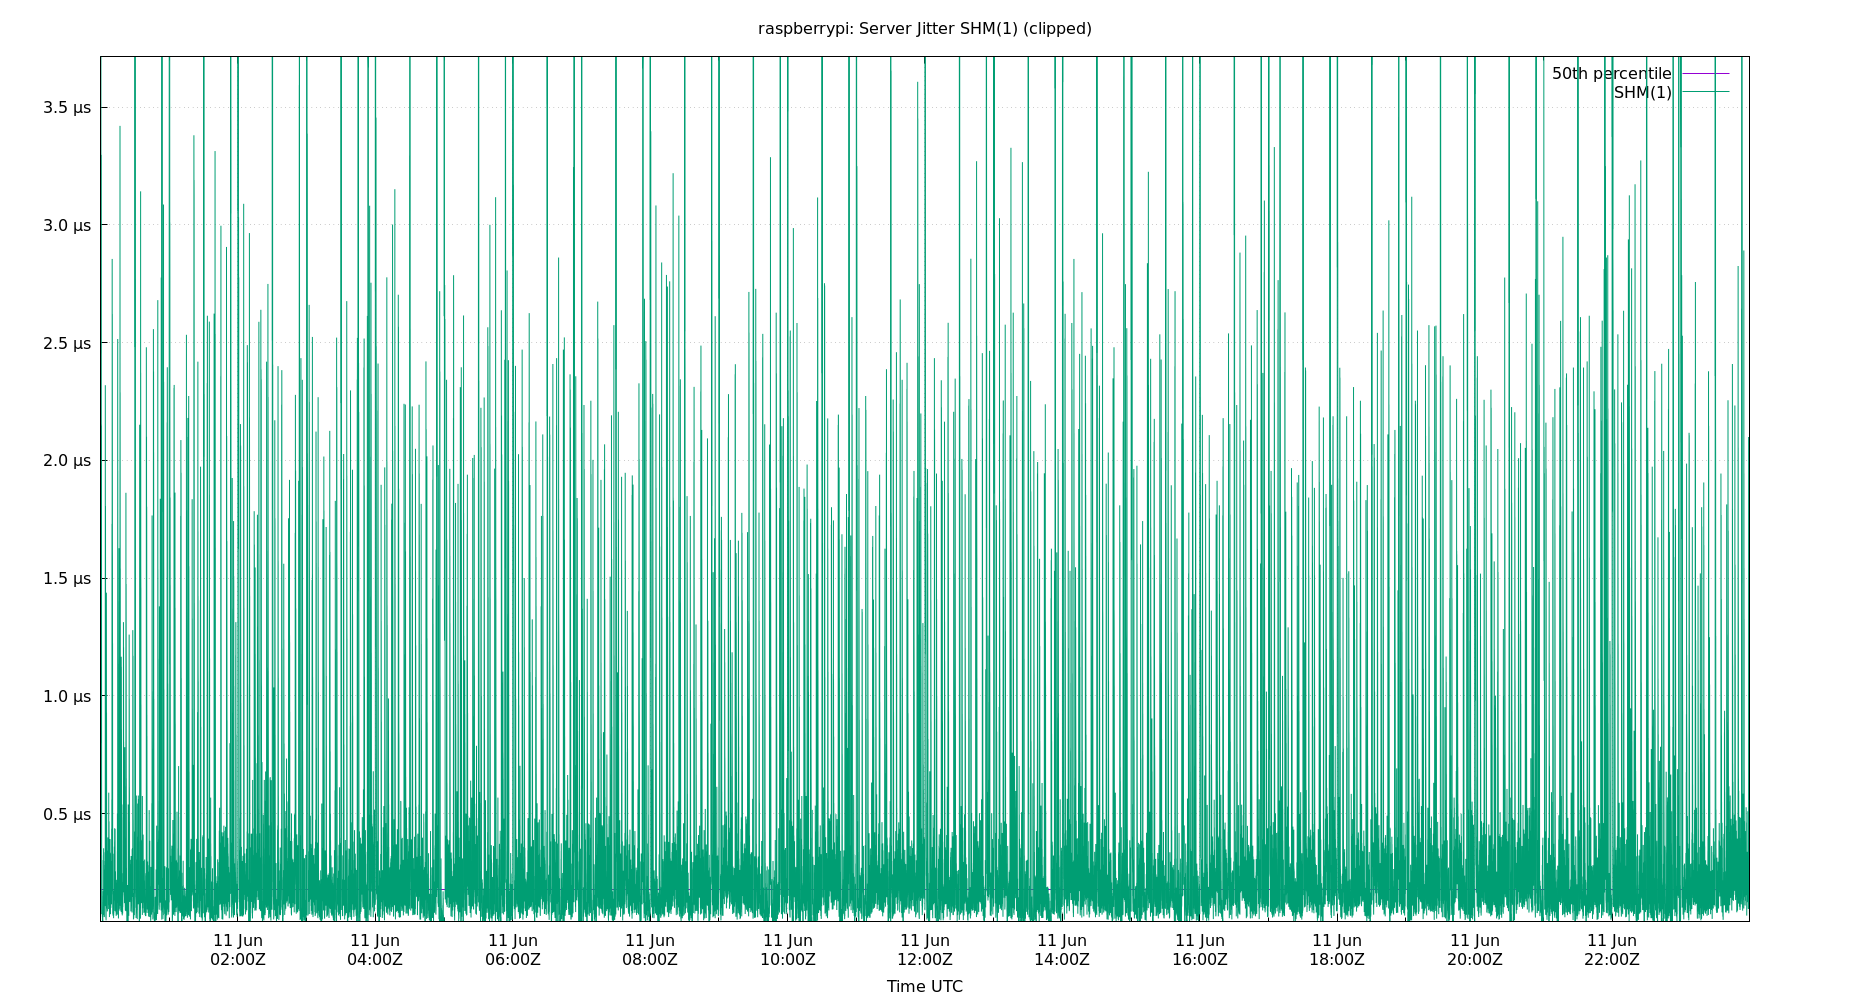 raspberrypi: Server Jitter SHM(1) (clipped)
50th percentile
SHM(1)
3.5 µs
3.0 µs
2.5 µs
2.0 µs
1.5 µs
1.0 µs
0.5 µs
11 Jun 11 Jun 11 Jun 11 Jun 11 Jun 11 Jun 11 Jun 11 Jun 11 Jun 11 Jun 11 Jun
02:00Z 04:00Z 06:00Z 08:00Z 10:00Z 12:00Z 14:00Z 16:00Z 18:00Z 20:00Z 22:00Z
Time UTC